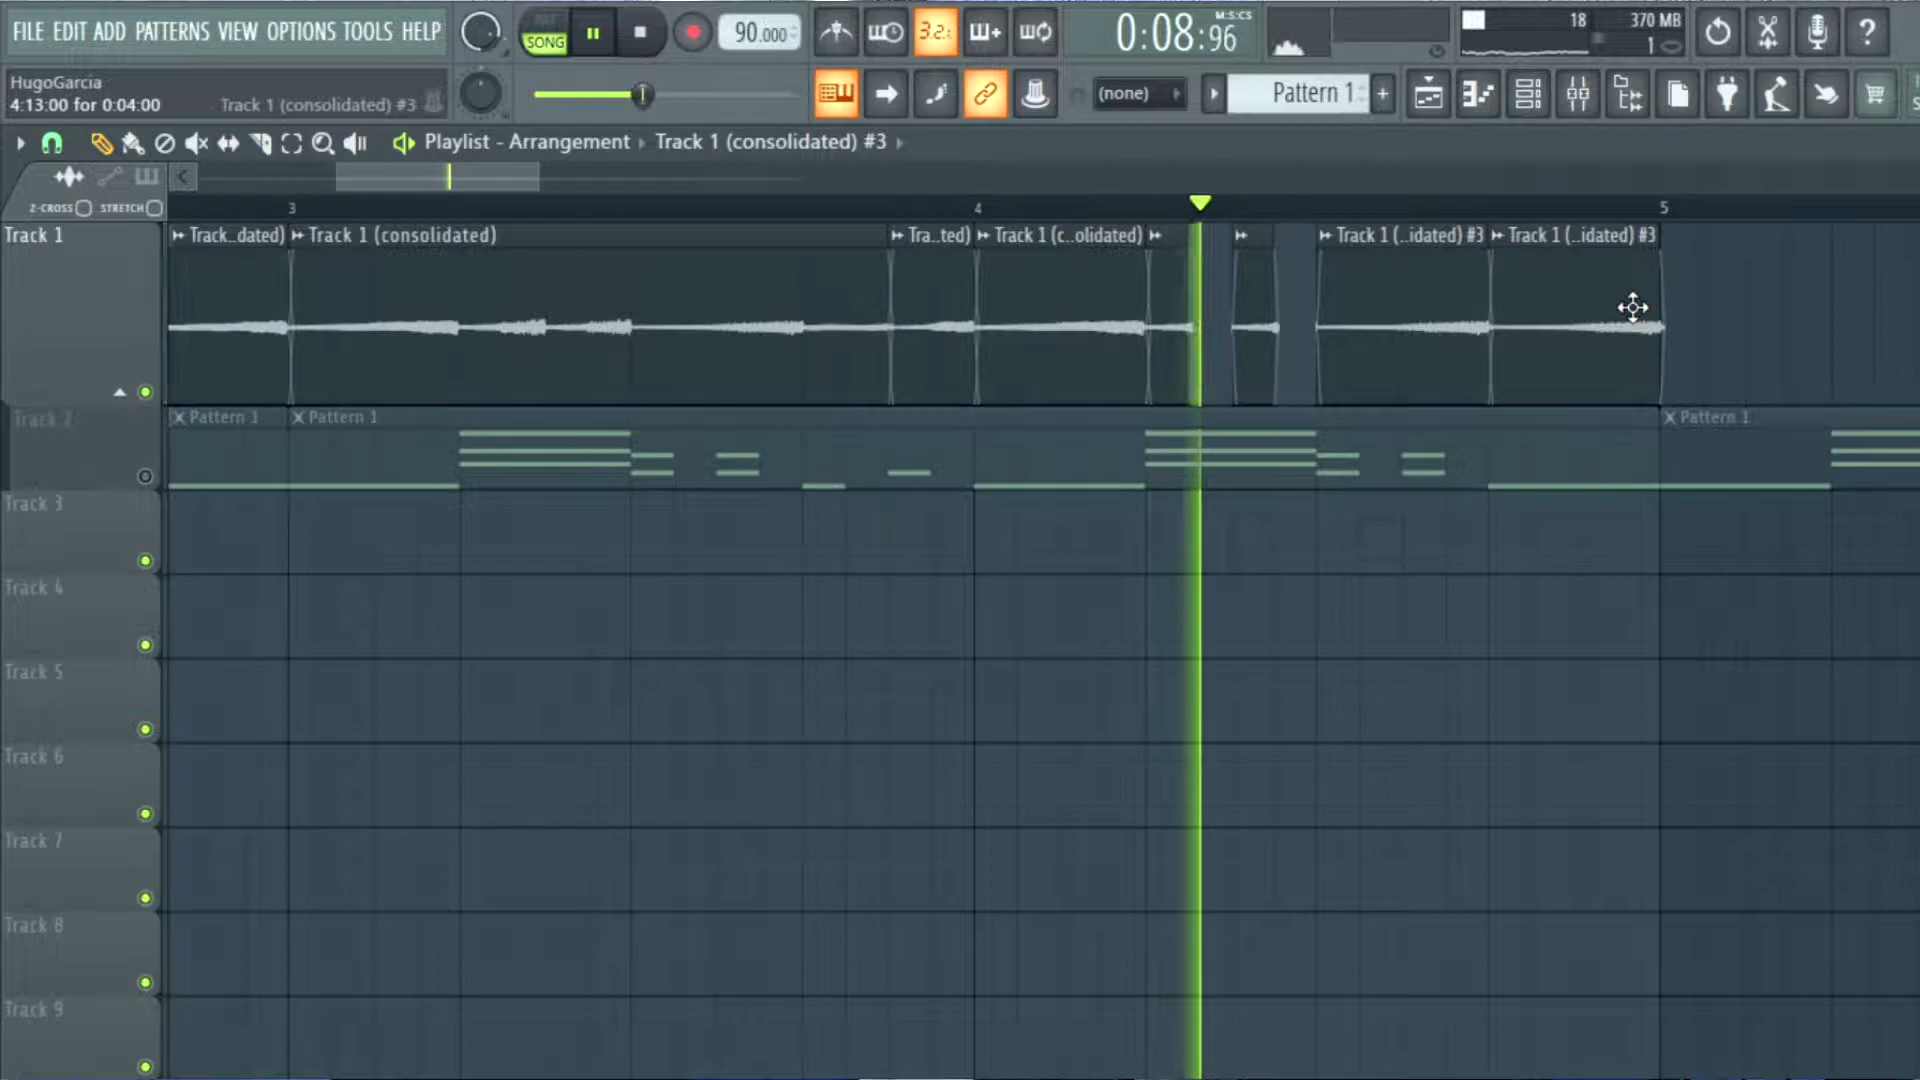 FILE EDIT ADD PATTERNS VIEW OPTIONS TOOLS HELP
SONG
90.000
3.2.
0:08:96
M:S:CS
18
370 MB
1
HugoGarcia
4:13:00 for 0:04:00
Track 1 (consolidated) #3
(none)
Pattern 1
Playlist - Arrangement
Track 1 (consolidated) #3
Z-CROSS
STRETCH
3
4
5
Track 1
Track..dated)
Track 1 (consolidated)
Tra..ted)
Track 1 (c..olidated)
Track 1 (..idated) #3
Track 1 (..idated) #3
Track 2
Pattern 1
Pattern 1
Pattern 1
Track 3
Track 4
Track 5
Track 6
Track 7
Track 8
Track 9